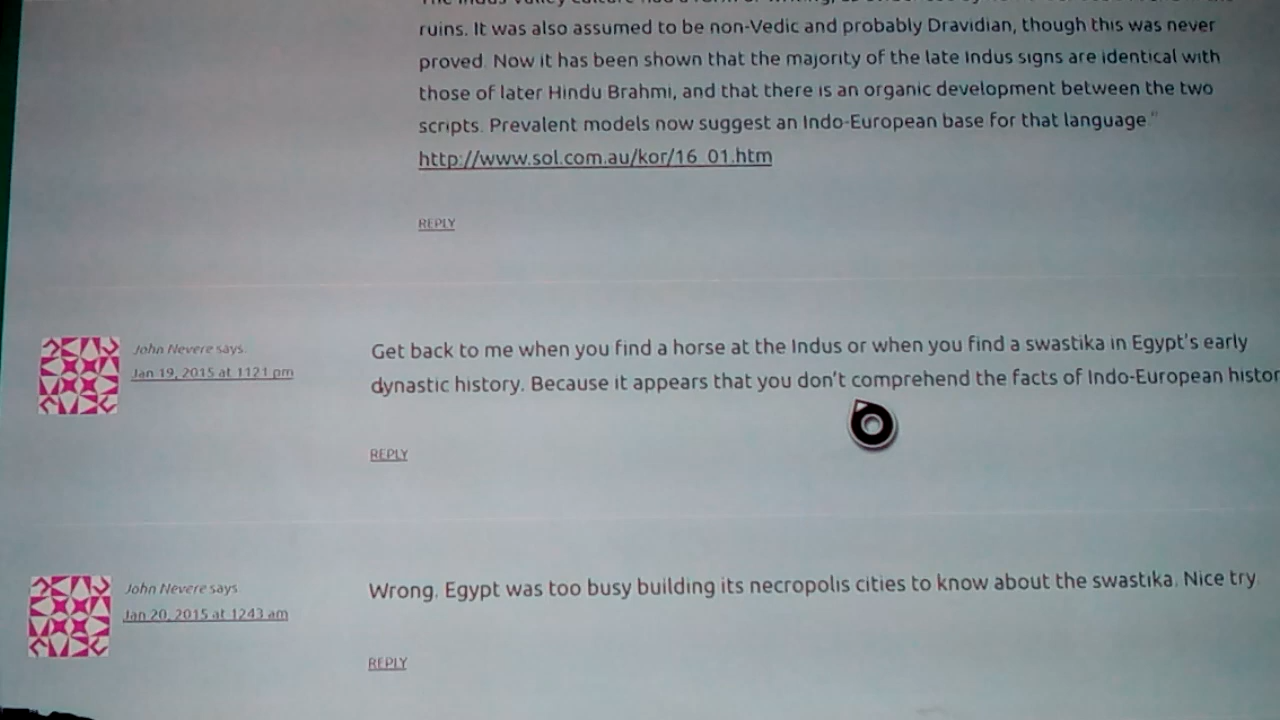 ruins. It was also assumed to be non-Vedic and probably Dravidian, though this was never
proved. Now it has been shown that the majority of the late Indus signs are identical with
those of later Hindu Brahmi, and that there is an organic development between the two
scripts. Prevalent models now suggest an Indo-European base for that language."
http://www.sol.com.au/kor/16_01.htm
REPLY
John Nevere says:
Jan 19, 2015 at 1121 pm
Get back to me when you find a horse at the Indus or when you find a swastika in Egypt's early
dynastic history. Because it appears that you don't comprehend the facts of Indo-European histor
REPLY
John Nevere says
Jan 20, 2015 at 1243 am
Wrong. Egypt was too busy building its necropolis cities to know about the swastika. Nice try
REPLY